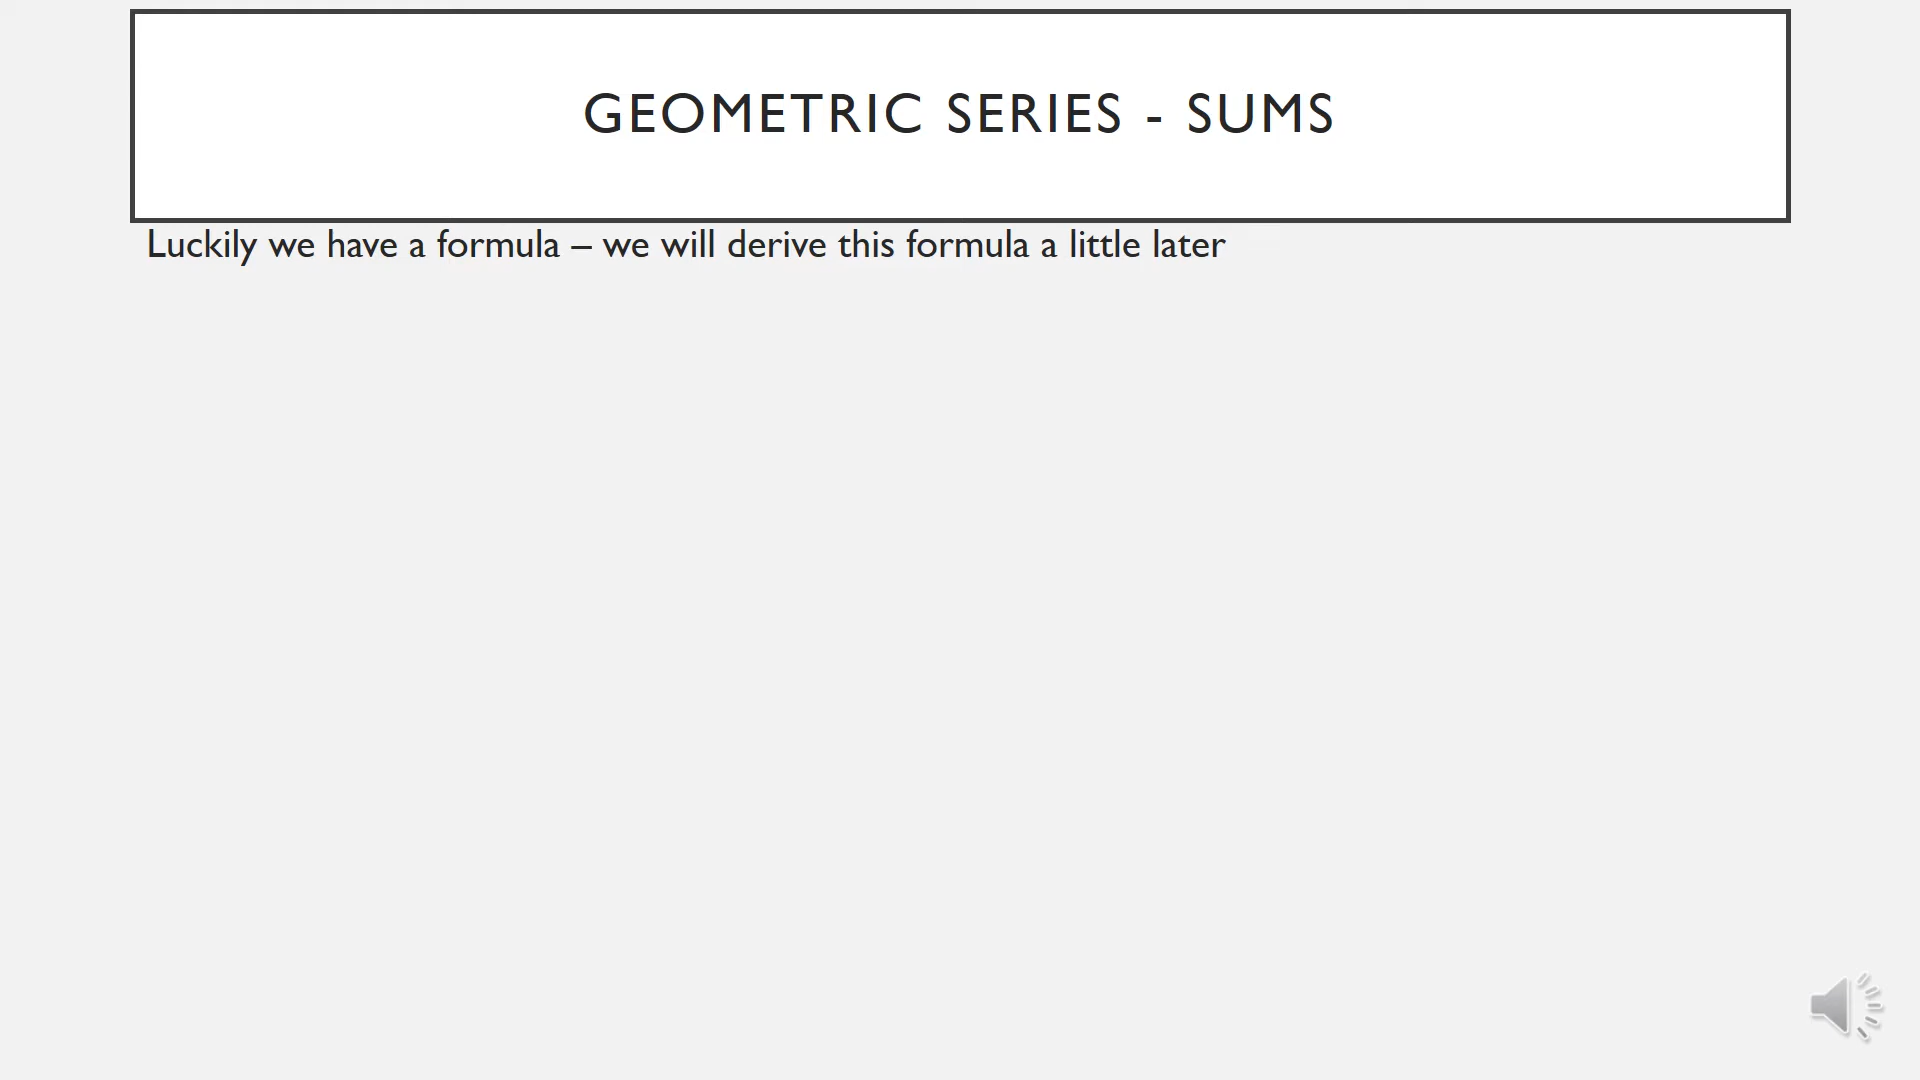 GEOMETRIC SERIES - SUMS
Luckily we have a formula – we will derive this formula a little later